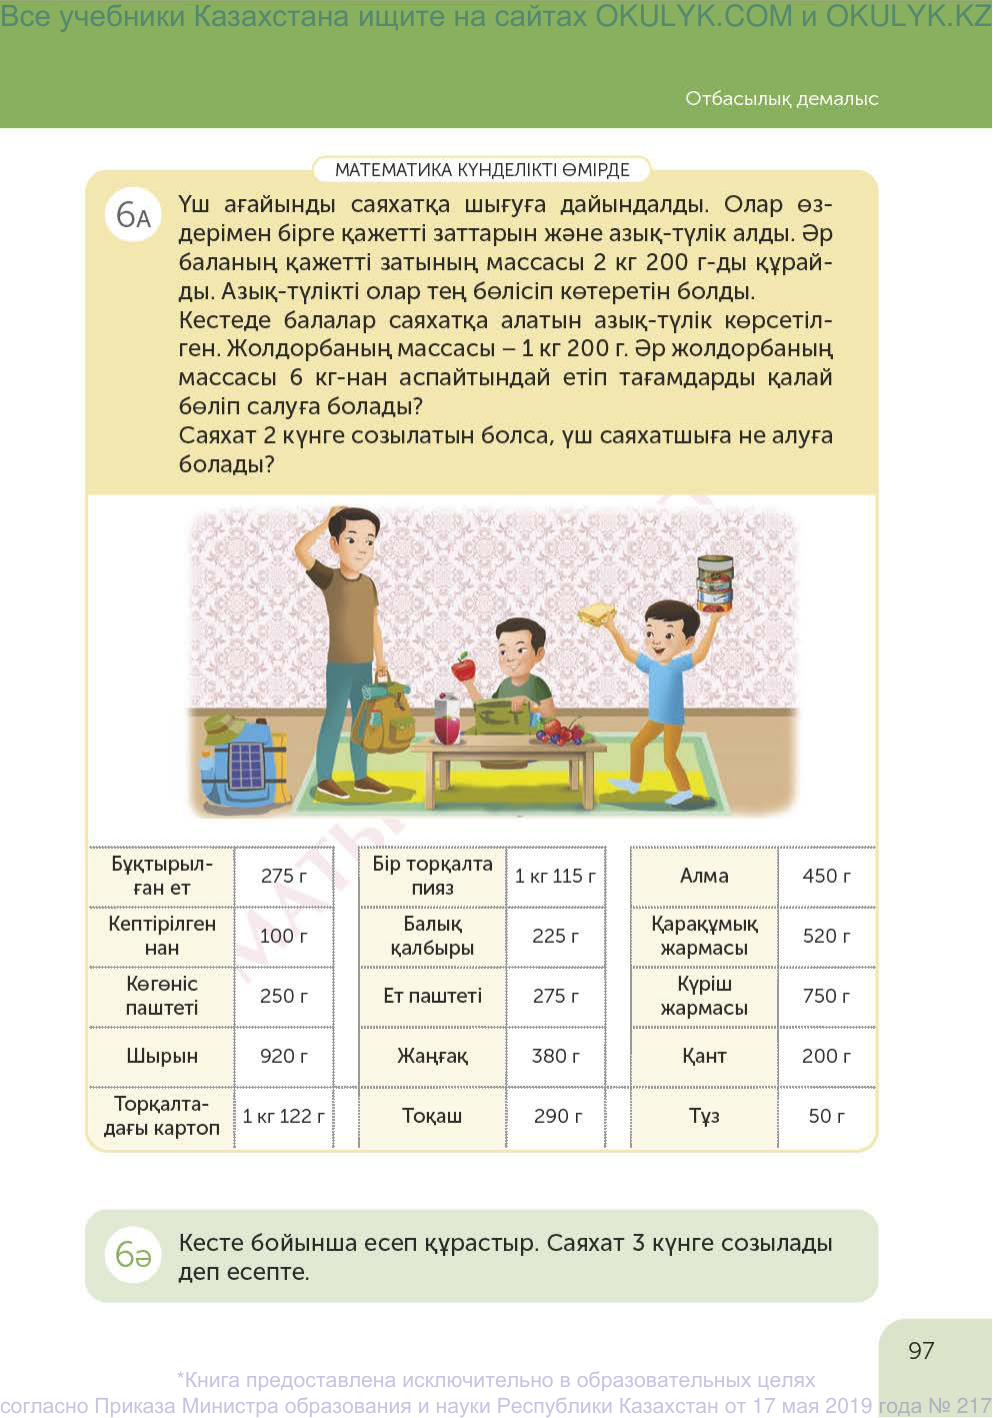 Все учебники Казахстана ищите на сайтах OKULYK.COM и OKULYK.KZ
Отбасылық демалыс
МАТЕМАТИКА КҮНДЕЛІКТІ ӨМІРДЕ
6А
Үш ағайынды саяхатқа шығуға дайындалды. Олар өз-
дерімен бірге қажетті заттарын және азық-түлік алды. Әр
баланың қажетті затының массасы 2 кг 200 г-ды құрай-
ды. Азық-түлікті олар тең бөлісіп көтеретін болды.
Кестеде балалар саяхатқа алатын азық-түлік көрсетіл-
ген. Жолдорбаның массасы – 1 кг 200 г. Әр жолдорбаның
массасы 6 кг-нан аспайтындай етіп тағамдарды қалай
бөліп салуға болады?
Саяхат 2 күнге созылатын болса, үш саяхатшыға не алуға
болады?
Бұқтырыл-
ған ет
275 г
Бір торқалта
пияз
1 кг 115 г
Алма
450 г
Кептірілген
нан
100 г
Балық
қалбыры
225 г
Қарақұмық
жармасы
520 г
Көгөніс
паштеті
250 г
Ет паштеті
275 г
Күріш
жармасы
750 г
Шырын
920 г
Жаңғақ
380 г
Қант
200 г
Торқалта-
дағы картоп
1 кг 122 г
Тоқаш
290 г
Тұз
50 г
6ә
Кесте бойынша есеп құрастыр. Саяхат 3 күнге созылады
деп есепте.
97
*Книга предоставлена исключительно в образовательных целях
согласно Приказа Министра образования и науки Республики Казахстан от 17 мая 2019 года № 217